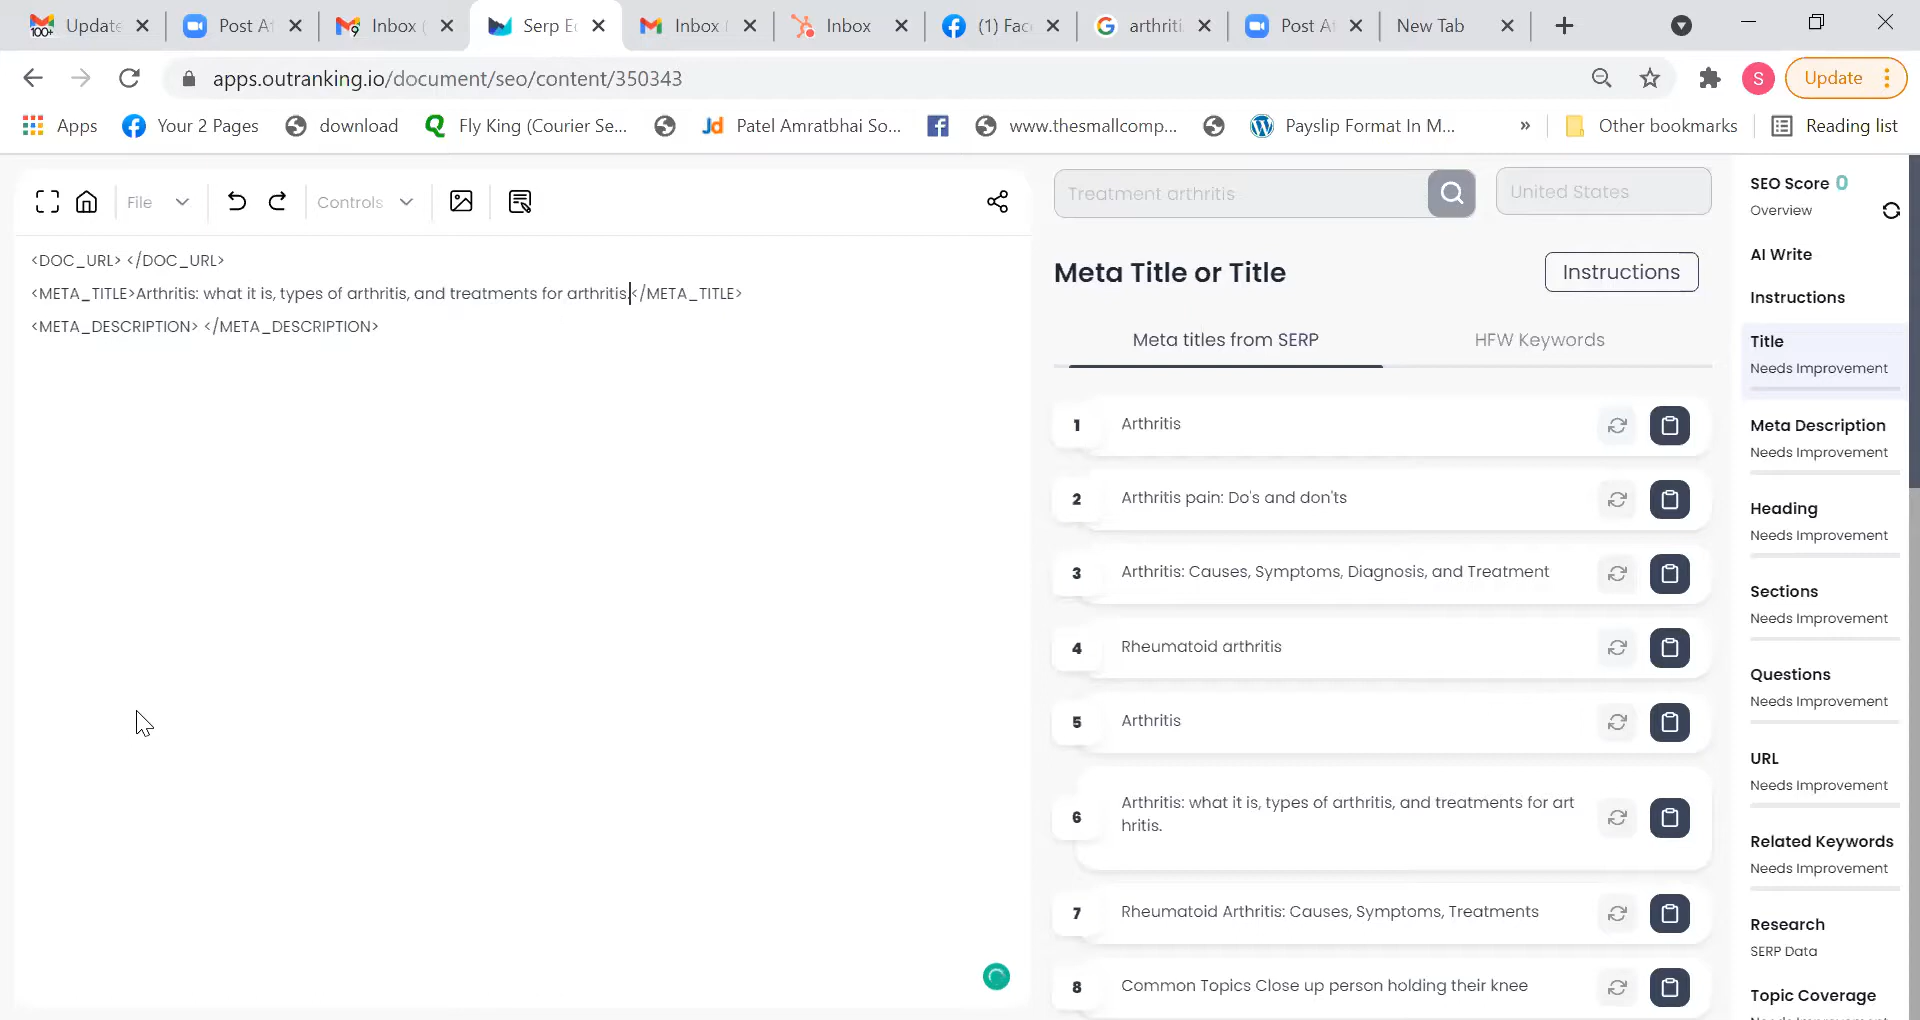 100+ Update
Post A
9 Inbox (
Serp E
Inbox (
Inbox
(1) Fac
arthriti
Post A
New Tab
apps.outranking.io/document/seo/content/350343
S
Update
Apps
Your 2 Pages
download
Fly King (Courier Se...
Jd Patel Amratbhai So...
www.thesmallcomp...
Payslip Format In M...
»
Other bookmarks
Reading list
File
Controls
<DOC_URL> </DOC_URL>
<META_TITLE>Arthritis: what it is, types of arthritis, and treatments for arthritis.</META_TITLE>
<META_DESCRIPTION> </META_DESCRIPTION>
Treatment arthritis
United States
Meta Title or Title
Instructions
Meta titles from SERP
HFW Keywords
1 Arthritis
2 Arthritis pain: Do's and don'ts
3 Arthritis: Causes, Symptoms, Diagnosis, and Treatment
4 Rheumatoid arthritis
5 Arthritis
6 Arthritis: what it is, types of arthritis, and treatments for art
hritis.
7 Rheumatoid Arthritis: Causes, Symptoms, Treatments
8 Common Topics Close up person holding their knee
SEO Score 0
Overview
AI Write
Instructions
Title
Needs Improvement
Meta Description
Needs Improvement
Heading
Needs Improvement
Sections
Needs Improvement
Questions
Needs Improvement
URL
Needs Improvement
Related Keywords
Needs Improvement
Research
SERP Data
Topic Coverage